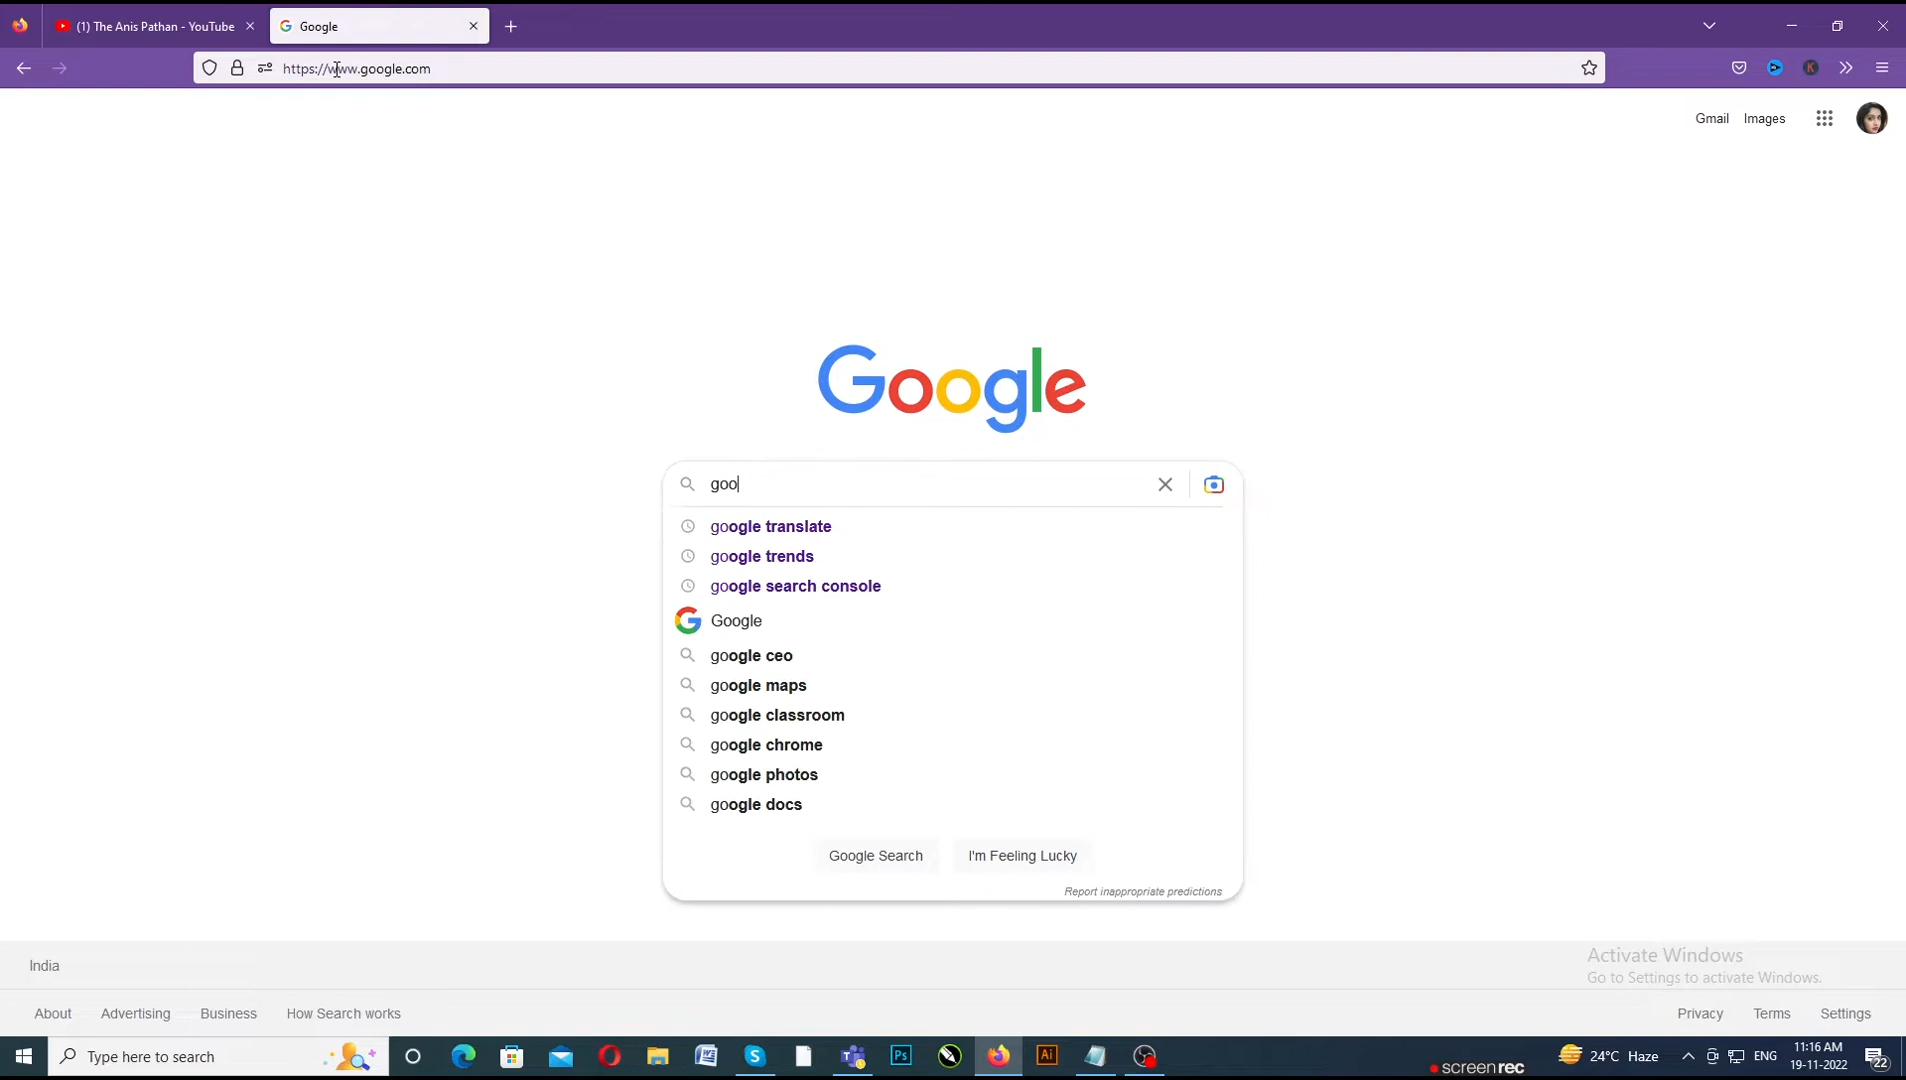 (1) The Anis Pathan - YouTube
Google
https://www.google.com
Gmail
Images
Google
goo
google translate
google trends
google search console
Google
google ceo
google maps
google classroom
google chrome
google photos
google docs
Google Search
I'm Feeling Lucky
Report inappropriate predictions
India
Activate Windows
Go to Settings to activate Windows.
About
Advertising
Business
How Search works
Privacy
Terms
Settings
Type here to search
Ps
Ai
screenrec
24°C Haze
ENG
11:16 AM
19-11-2022
22